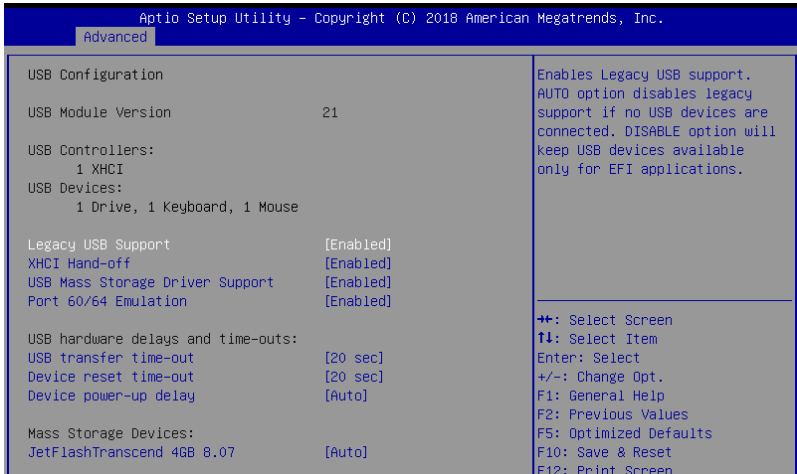 Aptio Setup Utility – Copyright (C) 2018 American Megatrends, Inc.
Advanced
USB Configuration
USB Module Version 21
USB Controllers:
1 XHCI
USB Devices:
1 Drive, 1 Keyboard, 1 Mouse
Legacy USB Support [Enabled]
XHCI Hand-off [Enabled]
USB Mass Storage Driver Support [Enabled]
Port 60/64 Emulation [Enabled]
USB hardware delays and time-outs:
USB transfer time-out [20 sec]
Device reset time-out [20 sec]
Device power-up delay [Auto]
Mass Storage Devices:
JetFlashTranscend 4GB 8.07 [Auto]
Enables Legacy USB support.
AUTO option disables legacy
support if no USB devices are
connected. DISABLE option will
keep USB devices available
only for EFI applications.
→←: Select Screen
↑↓: Select Item
Enter: Select
+/-: Change Opt.
F1: General Help
F2: Previous Values
F5: Optimized Defaults
F10: Save & Reset
F12: Print Screen